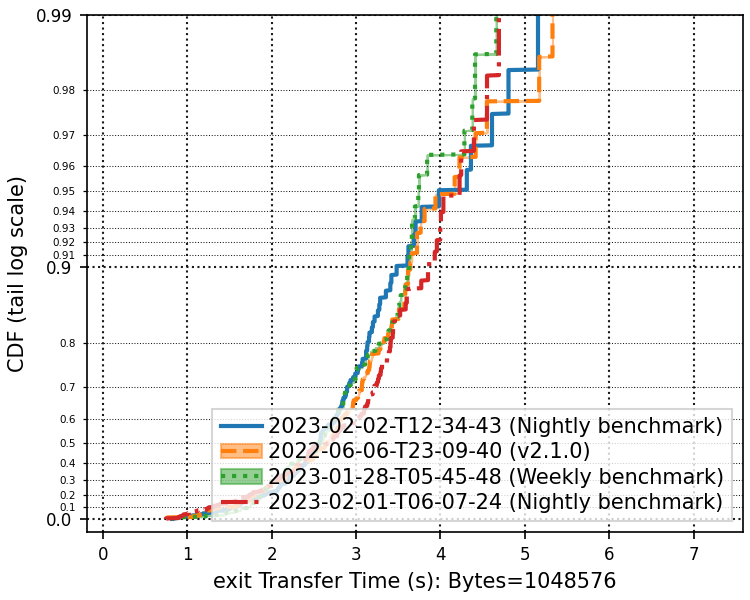 0.99
0.98
0.97
0.96
0.95
0.94
0.93
0.92
0.91
0.9
0.8
0.7
0.6
0.5
0.4
0.3
0.2
0.1
0.0
CDF (tail log scale)
2023-02-02-T12-34-43 (Nightly benchmark)
2022-06-06-T23-09-40 (v2.1.0)
2023-01-28-T05-45-48 (Weekly benchmark)
2023-02-01-T06-07-24 (Nightly benchmark)
0 1 2 3 4 5 6 7
exit Transfer Time (s): Bytes=1048576